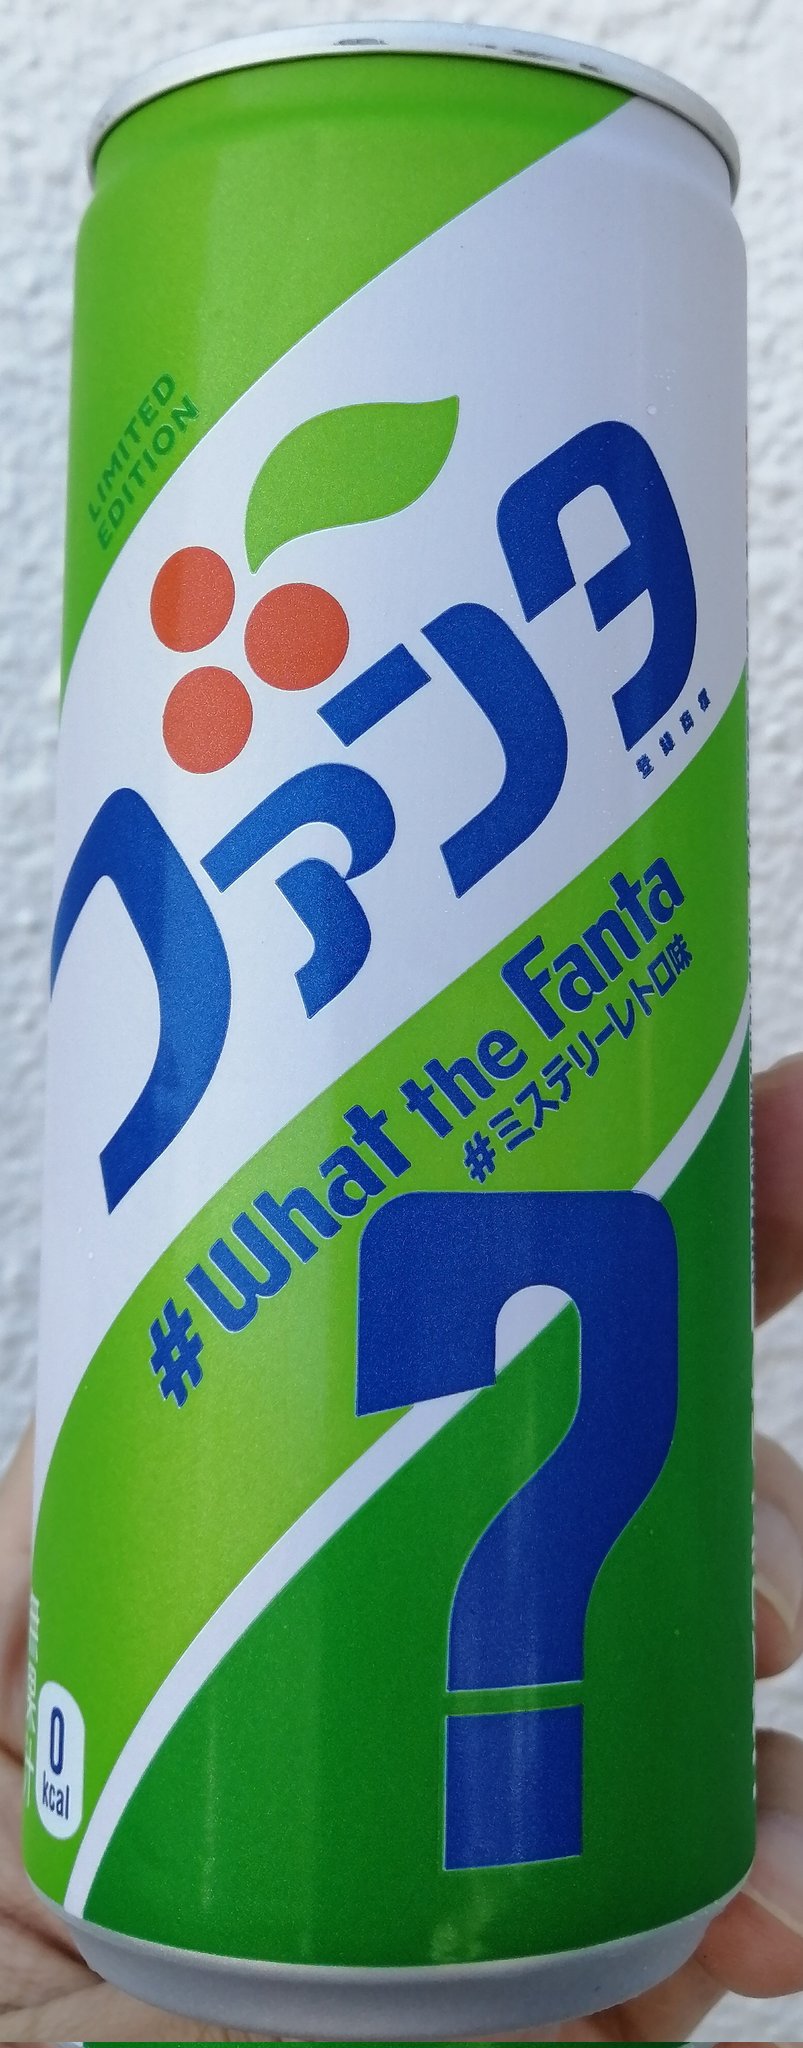 LIMITED
EDITION
ファンタ
登録商標
#What the Fanta
#ミステリーレトロ味
?
0
kcal